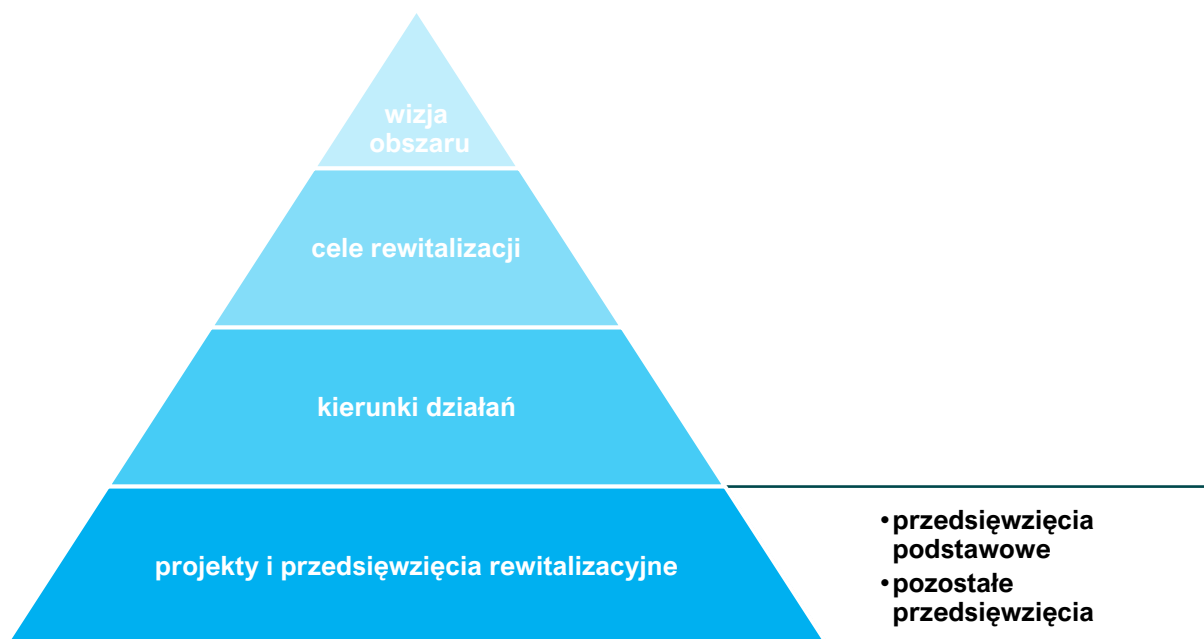 wizja
obszaru
cele rewitalizacji
kierunki działań
projekty i przedsięwzięcia rewitalizacyjne
•przedsięwzięcia
podstawowe
•pozostałe
przedsięwzięcia